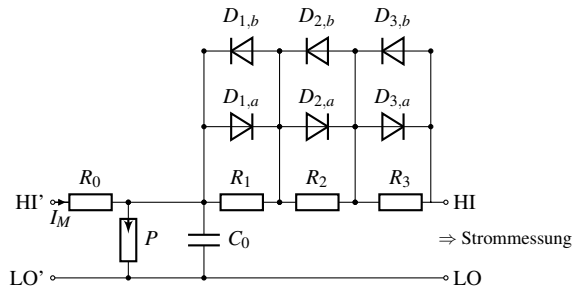 D1,b D2,b D3,b
D1,a D2,a D3,a
R0 R1 R2 R3
HI' HI
IM
P C0
⇒ Strommessung
LO' LO